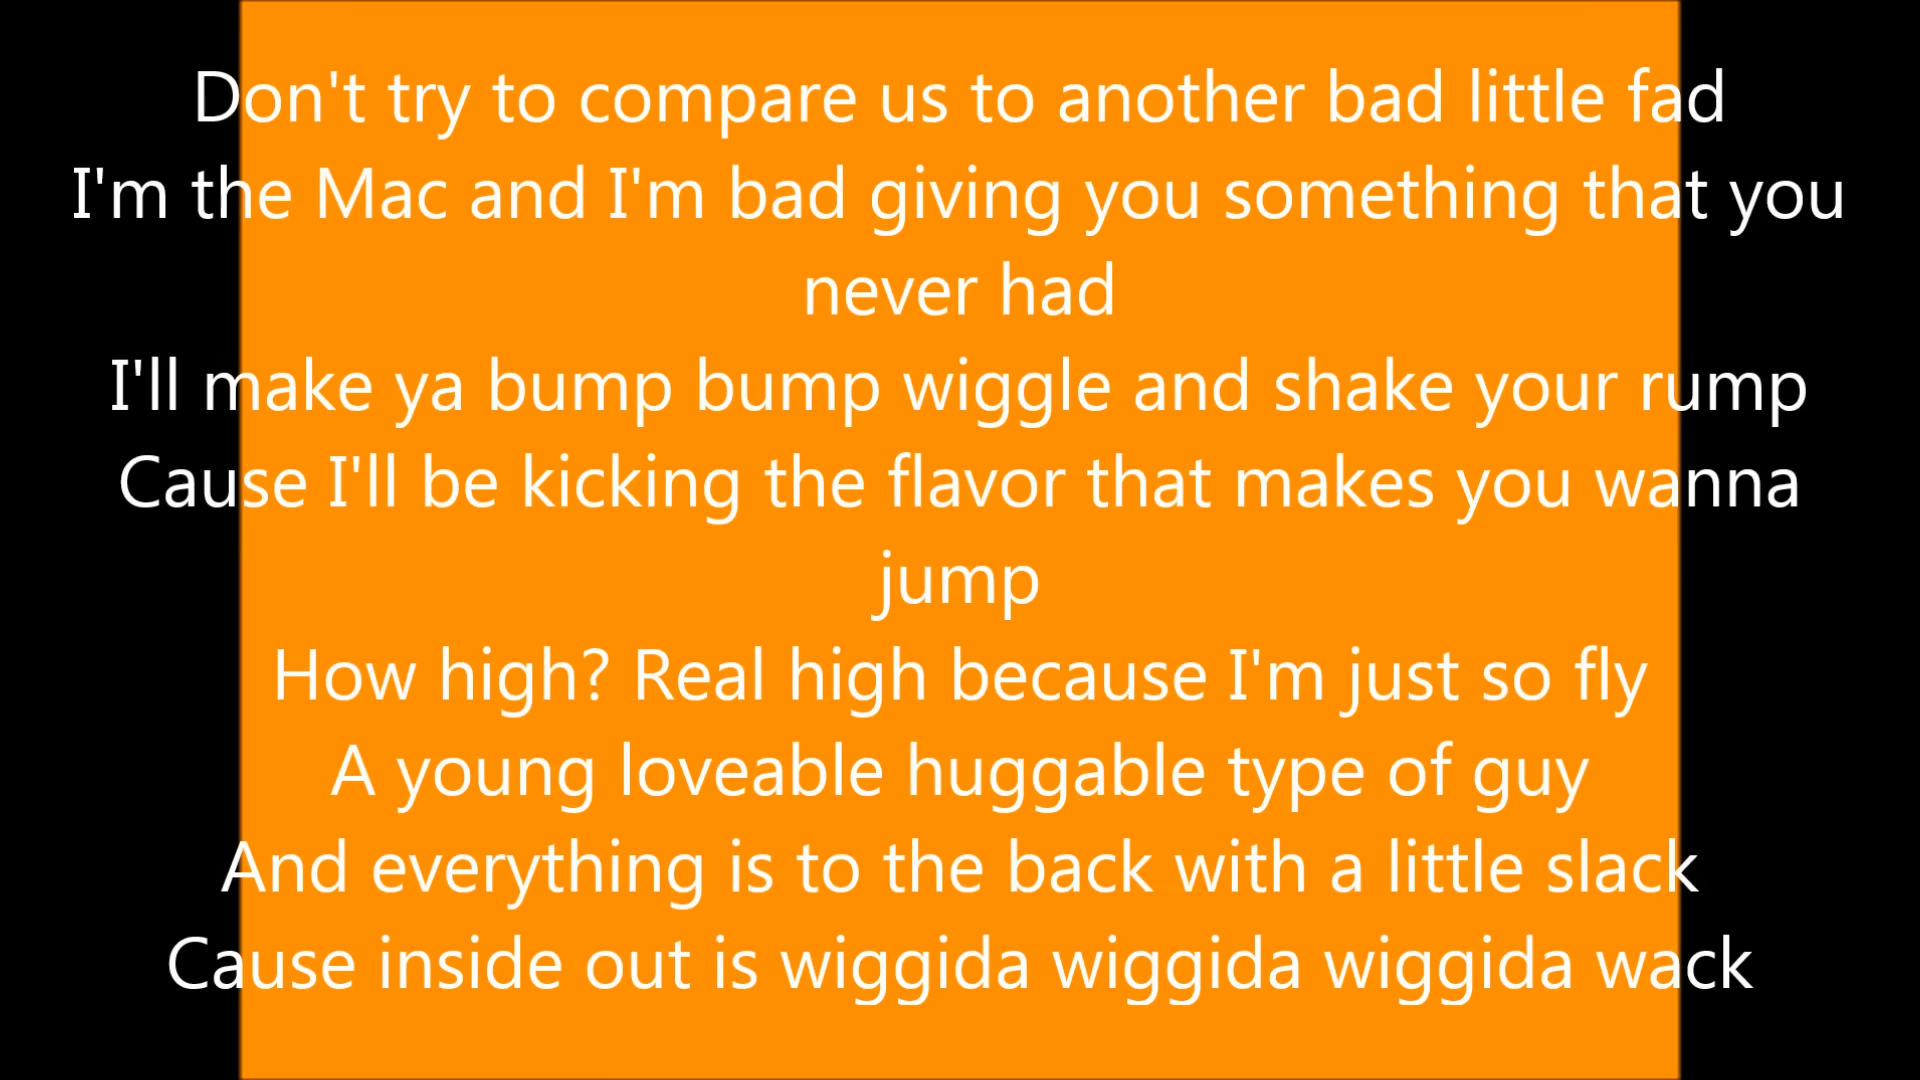 Don't try to compare us to another bad little fad
I'm the Mac and I'm bad giving you something that you
never had
I'll make ya bump bump wiggle and shake your rump
Cause I'll be kicking the flavor that makes you wanna
jump
How high? Real high because I'm just so fly
A young loveable huggable type of guy
And everything is to the back with a little slack
Cause inside out is wiggida wiggida wiggida wack